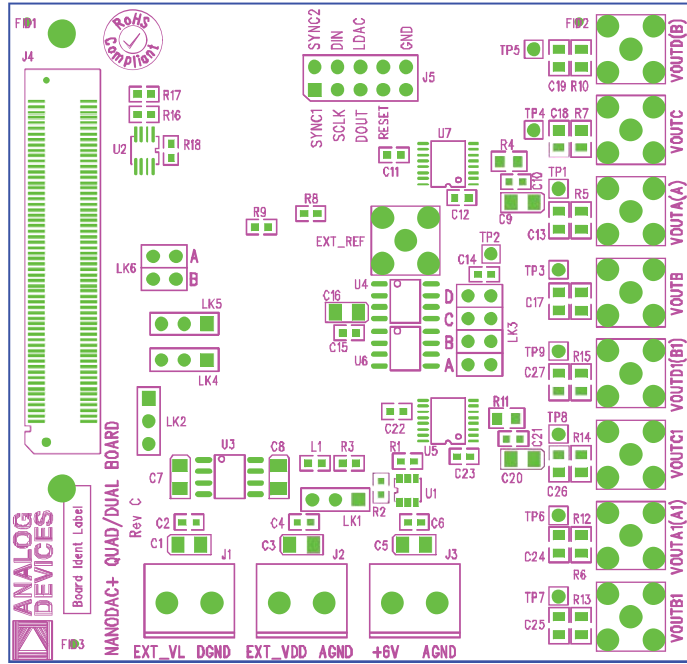 FID1
RoHS Compliant
J4
SYNC2
DIN
LDAC
GND
J5
SYNC1
SCLK
DOUT
RESET
FID2
TP5
C19
R10
VOUTD(B)
R17
R16
U2
R18
C11
U7
R4
C10
C9
C12
TP4
C18
R7
VOUTC
TP1
R5
C13
VOUTA(A)
R8
R9
EXT_REF
TP2
C14
TP3
C17
VOUTB
LK6
A
B
LK5
LK4
C16
C15
U4
U6
D
C
B
A
LK3
TP9
R15
C27
VOUTD1(B1)
LK2
C22
U5
R11
C21
C20
C23
TP8
R14
C26
VOUTC1
C7
U3
C8
L1
R3
R1
R2
U1
LK1
TP6
R12
C24
VOUTA1(A1)
C2
C1
C4
C3
C6
C5
R6
TP7
R13
C25
VOUTB1
J1
J2
J3
EXT_VL
DGND
EXT_VDD
AGND
+6V
AGND
ANALOG
DEVICES
Board Ident Label
NANODAC+ QUAD/DUAL BOARD
Rev C
FID3